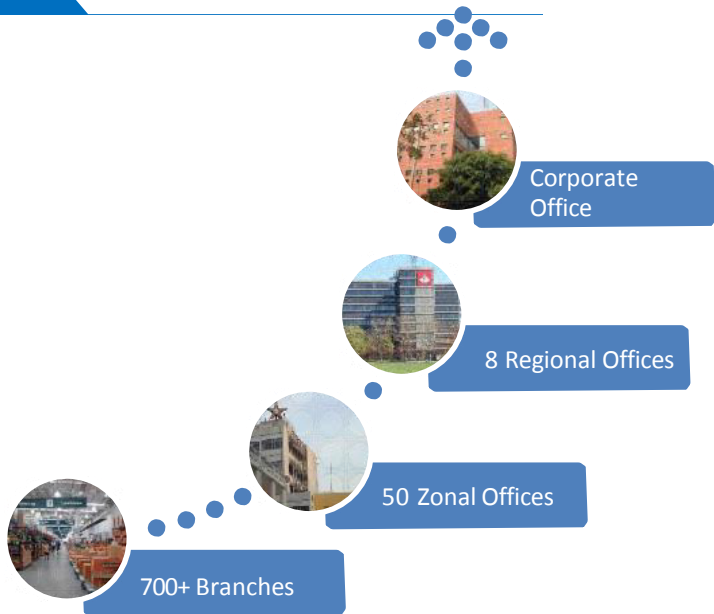 Corporate
Office
8 Regional Offices
50 Zonal Offices
700+ Branches